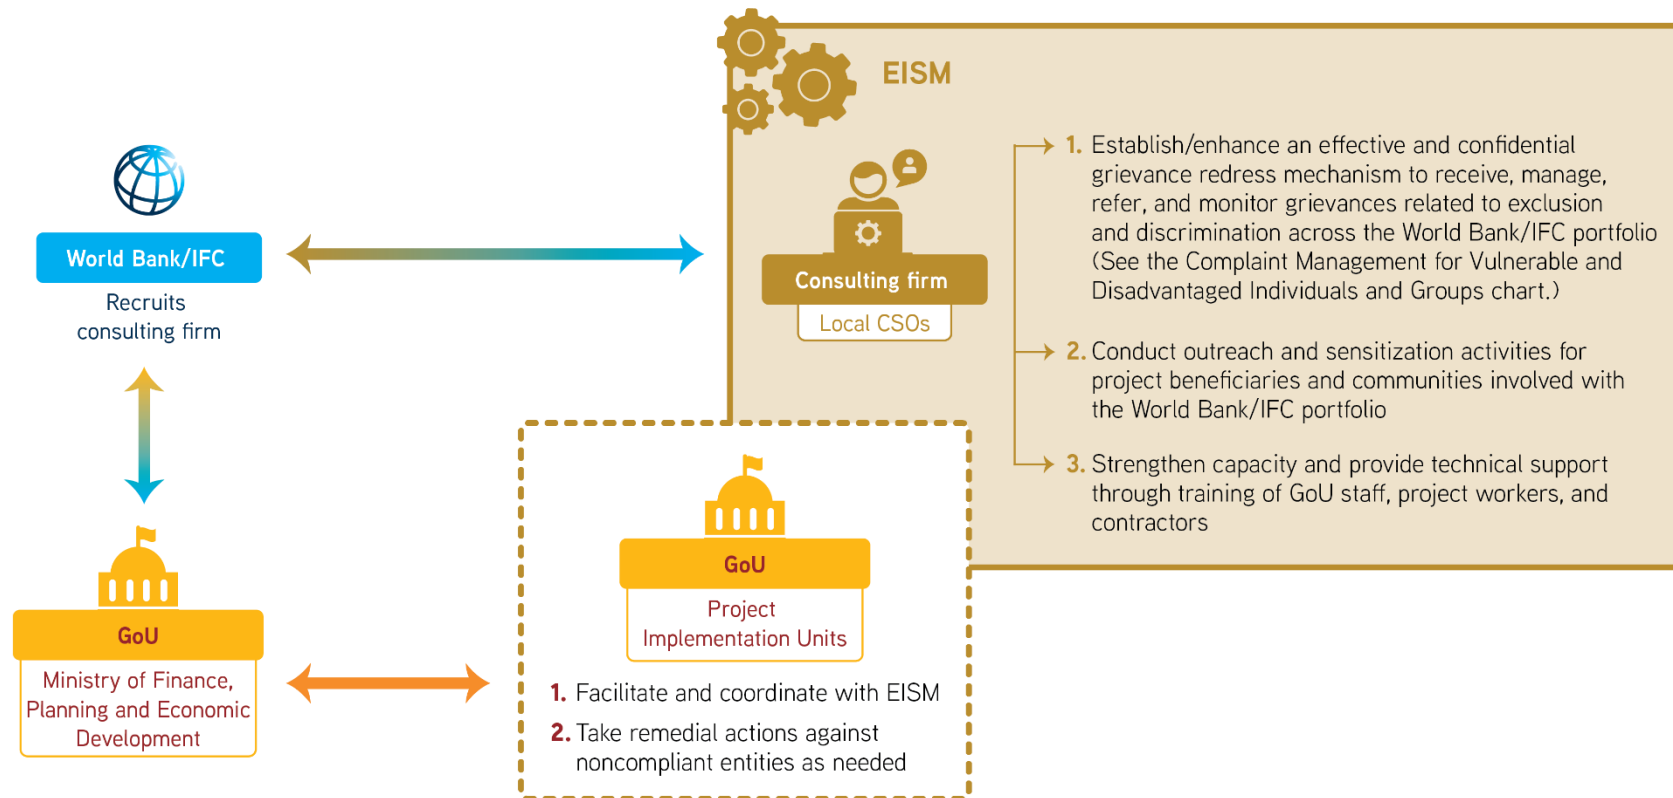 EISM
World Bank/IFC
Recruits
consulting firm
Consulting firm
Local CSOs
1. Establish/enhance an effective and confidential
grievance redress mechanism to receive, manage,
refer, and monitor grievances related to exclusion
and discrimination across the World Bank/IFC portfolio
(See the Complaint Management for Vulnerable and
Disadvantaged Individuals and Groups chart.)
2. Conduct outreach and sensitization activities for
project beneficiaries and communities involved with
the World Bank/IFC portfolio
3. Strengthen capacity and provide technical support
through training of GoU staff, project workers, and
contractors
GoU
Ministry of Finance,
Planning and Economic
Development
GoU
Project
Implementation Units
1. Facilitate and coordinate with EISM
2. Take remedial actions against
noncompliant entities as needed